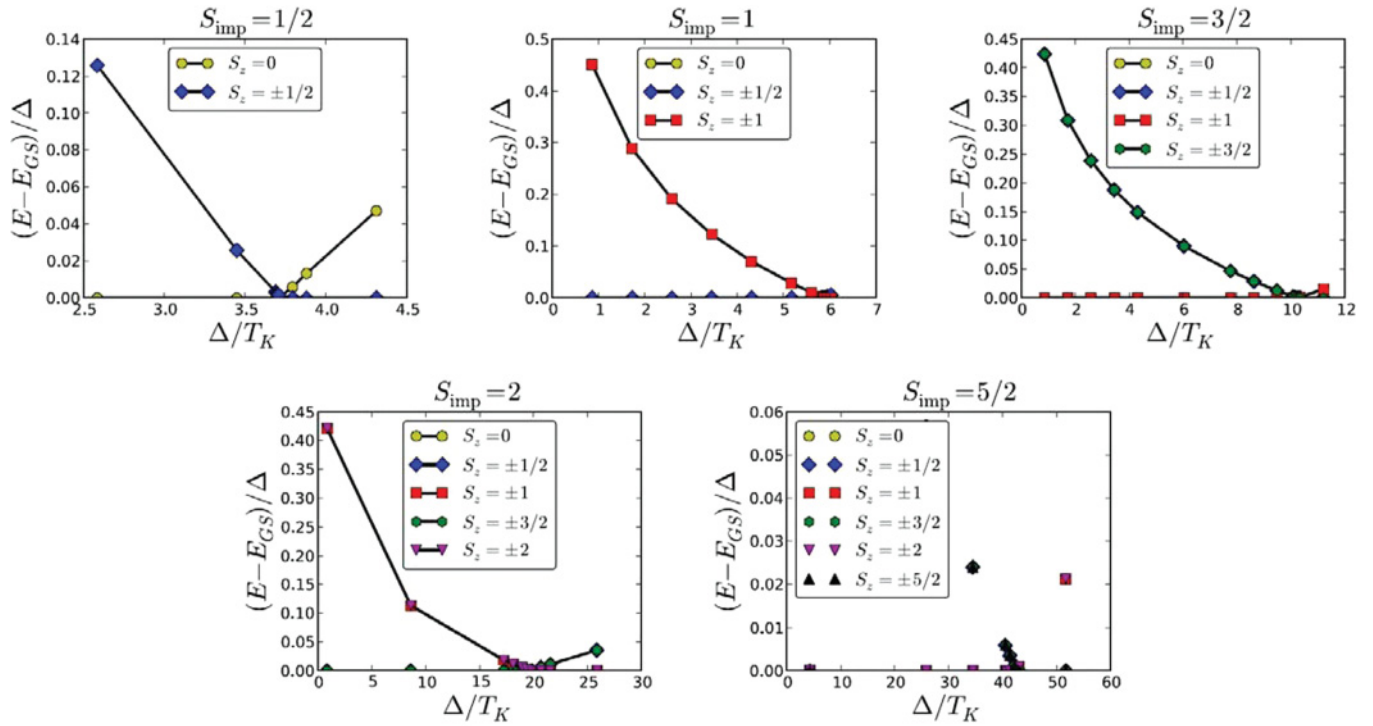 S_imp = 1/2
0.14
0.12
0.10
0.08
0.06
0.04
0.02
0.00
(E−E_GS)/Δ
S_z = 0
S_z = ±1/2
2.5 3.0 3.5 4.0 4.5
Δ/T_K
S_imp = 1
0.5
0.4
0.3
0.2
0.1
0.0
(E−E_GS)/Δ
S_z = 0
S_z = ±1/2
S_z = ±1
0 1 2 3 4 5 6 7
Δ/T_K
S_imp = 3/2
0.45
0.40
0.35
0.30
0.25
0.20
0.15
0.10
0.05
0.00
(E−E_GS)/Δ
S_z = 0
S_z = ±1/2
S_z = ±1
S_z = ±3/2
0 2 4 6 8 10 12
Δ/T_K
S_imp = 2
0.45
0.40
0.35
0.30
0.25
0.20
0.15
0.10
0.05
0.00
(E−E_GS)/Δ
S_z = 0
S_z = ±1/2
S_z = ±1
S_z = ±3/2
S_z = ±2
0 5 10 15 20 25 30
Δ/T_K
S_imp = 5/2
0.06
0.05
0.04
0.03
0.02
0.01
0.00
(E−E_GS)/Δ
S_z = 0
S_z = ±1/2
S_z = ±1
S_z = ±3/2
S_z = ±2
S_z = ±5/2
0 10 20 30 40 50 60
Δ/T_K